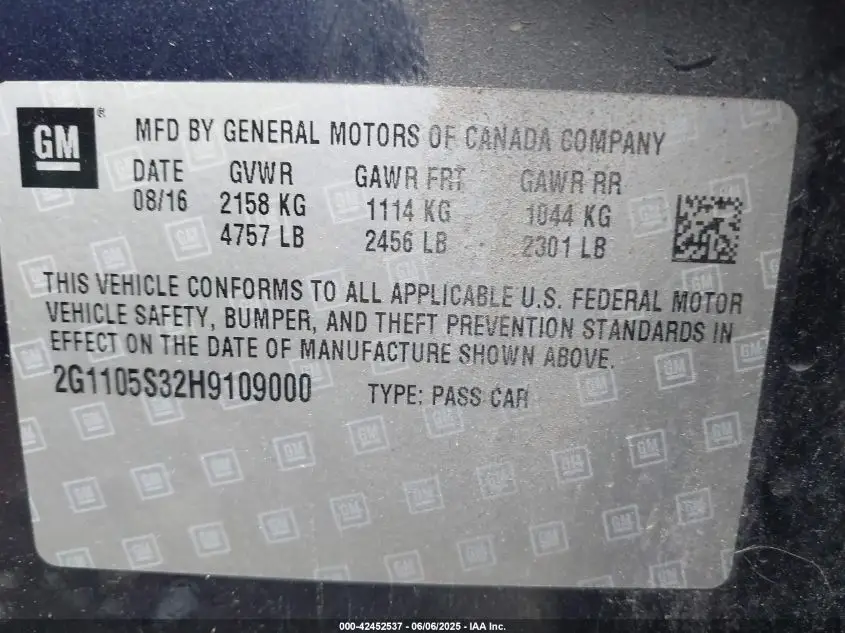 GM ®
MFD BY GENERAL MOTORS OF CANADA COMPANY
DATE GVWR GAWR FRT GAWR RR
08/16 2158 KG 1114 KG 1044 KG
4757 LB 2456 LB 2301 LB
THIS VEHICLE CONFORMS TO ALL APPLICABLE U.S. FEDERAL MOTOR
VEHICLE SAFETY, BUMPER, AND THEFT PREVENTION STANDARDS IN
EFFECT ON THE DATE OF MANUFACTURE SHOWN ABOVE.
2G1105S32H9109000 TYPE: PASS CAR
000-42452537 - 06/06/2025 - IAA Inc.